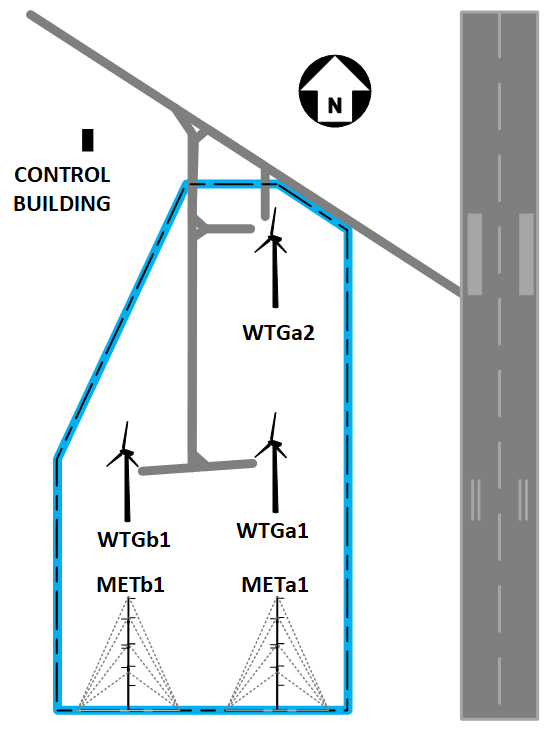 N
CONTROL
BUILDING
WTGa2
WTGb1
WTGa1
METb1
METa1